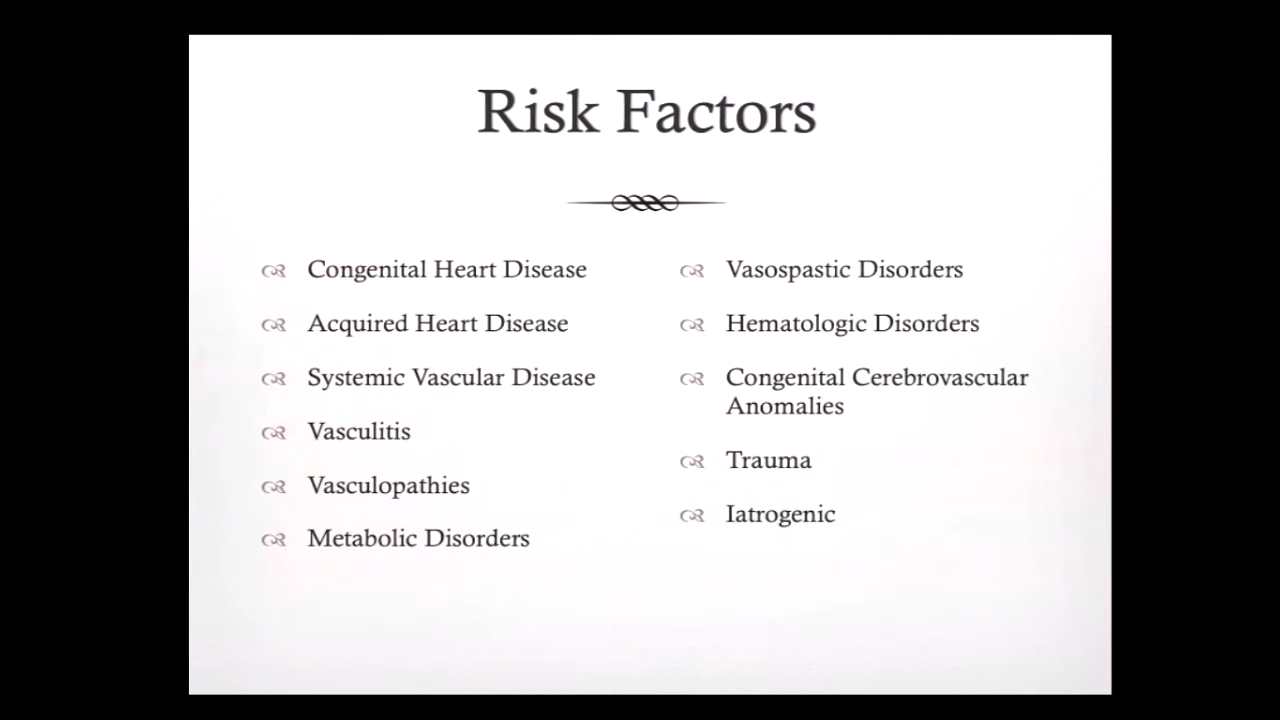 Risk Factors
Congenital Heart Disease
Acquired Heart Disease
Systemic Vascular Disease
Vasculitis
Vasculopathies
Metabolic Disorders
Vasospastic Disorders
Hematologic Disorders
Congenital Cerebrovascular
Anomalies
Trauma
Iatrogenic